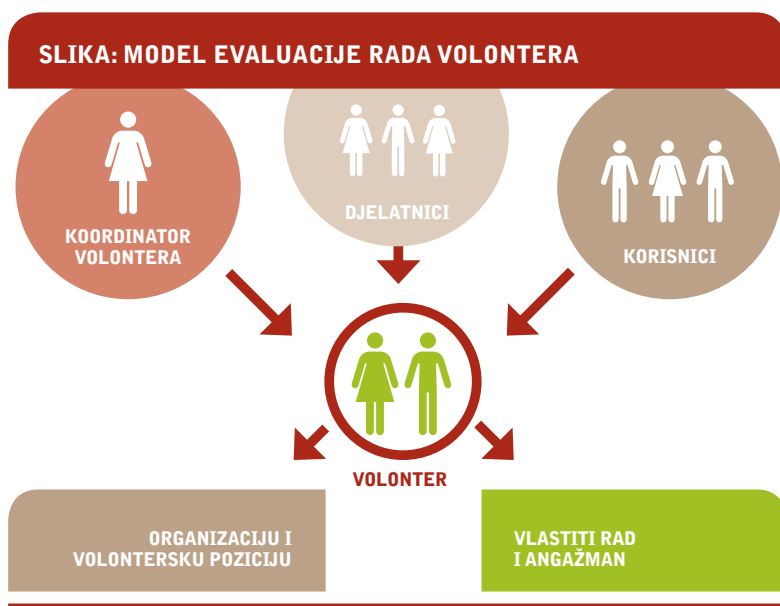 SLIKA: MODEL EVALUACIJE RADA VOLONTERA
KOORDINATOR
VOLONTERA
DJELATNICI
KORISNICI
VOLONTER
ORGANIZACIJU I
VOLONTERSKU POZICIJU
VLASTITI RAD
I ANGAŽMAN